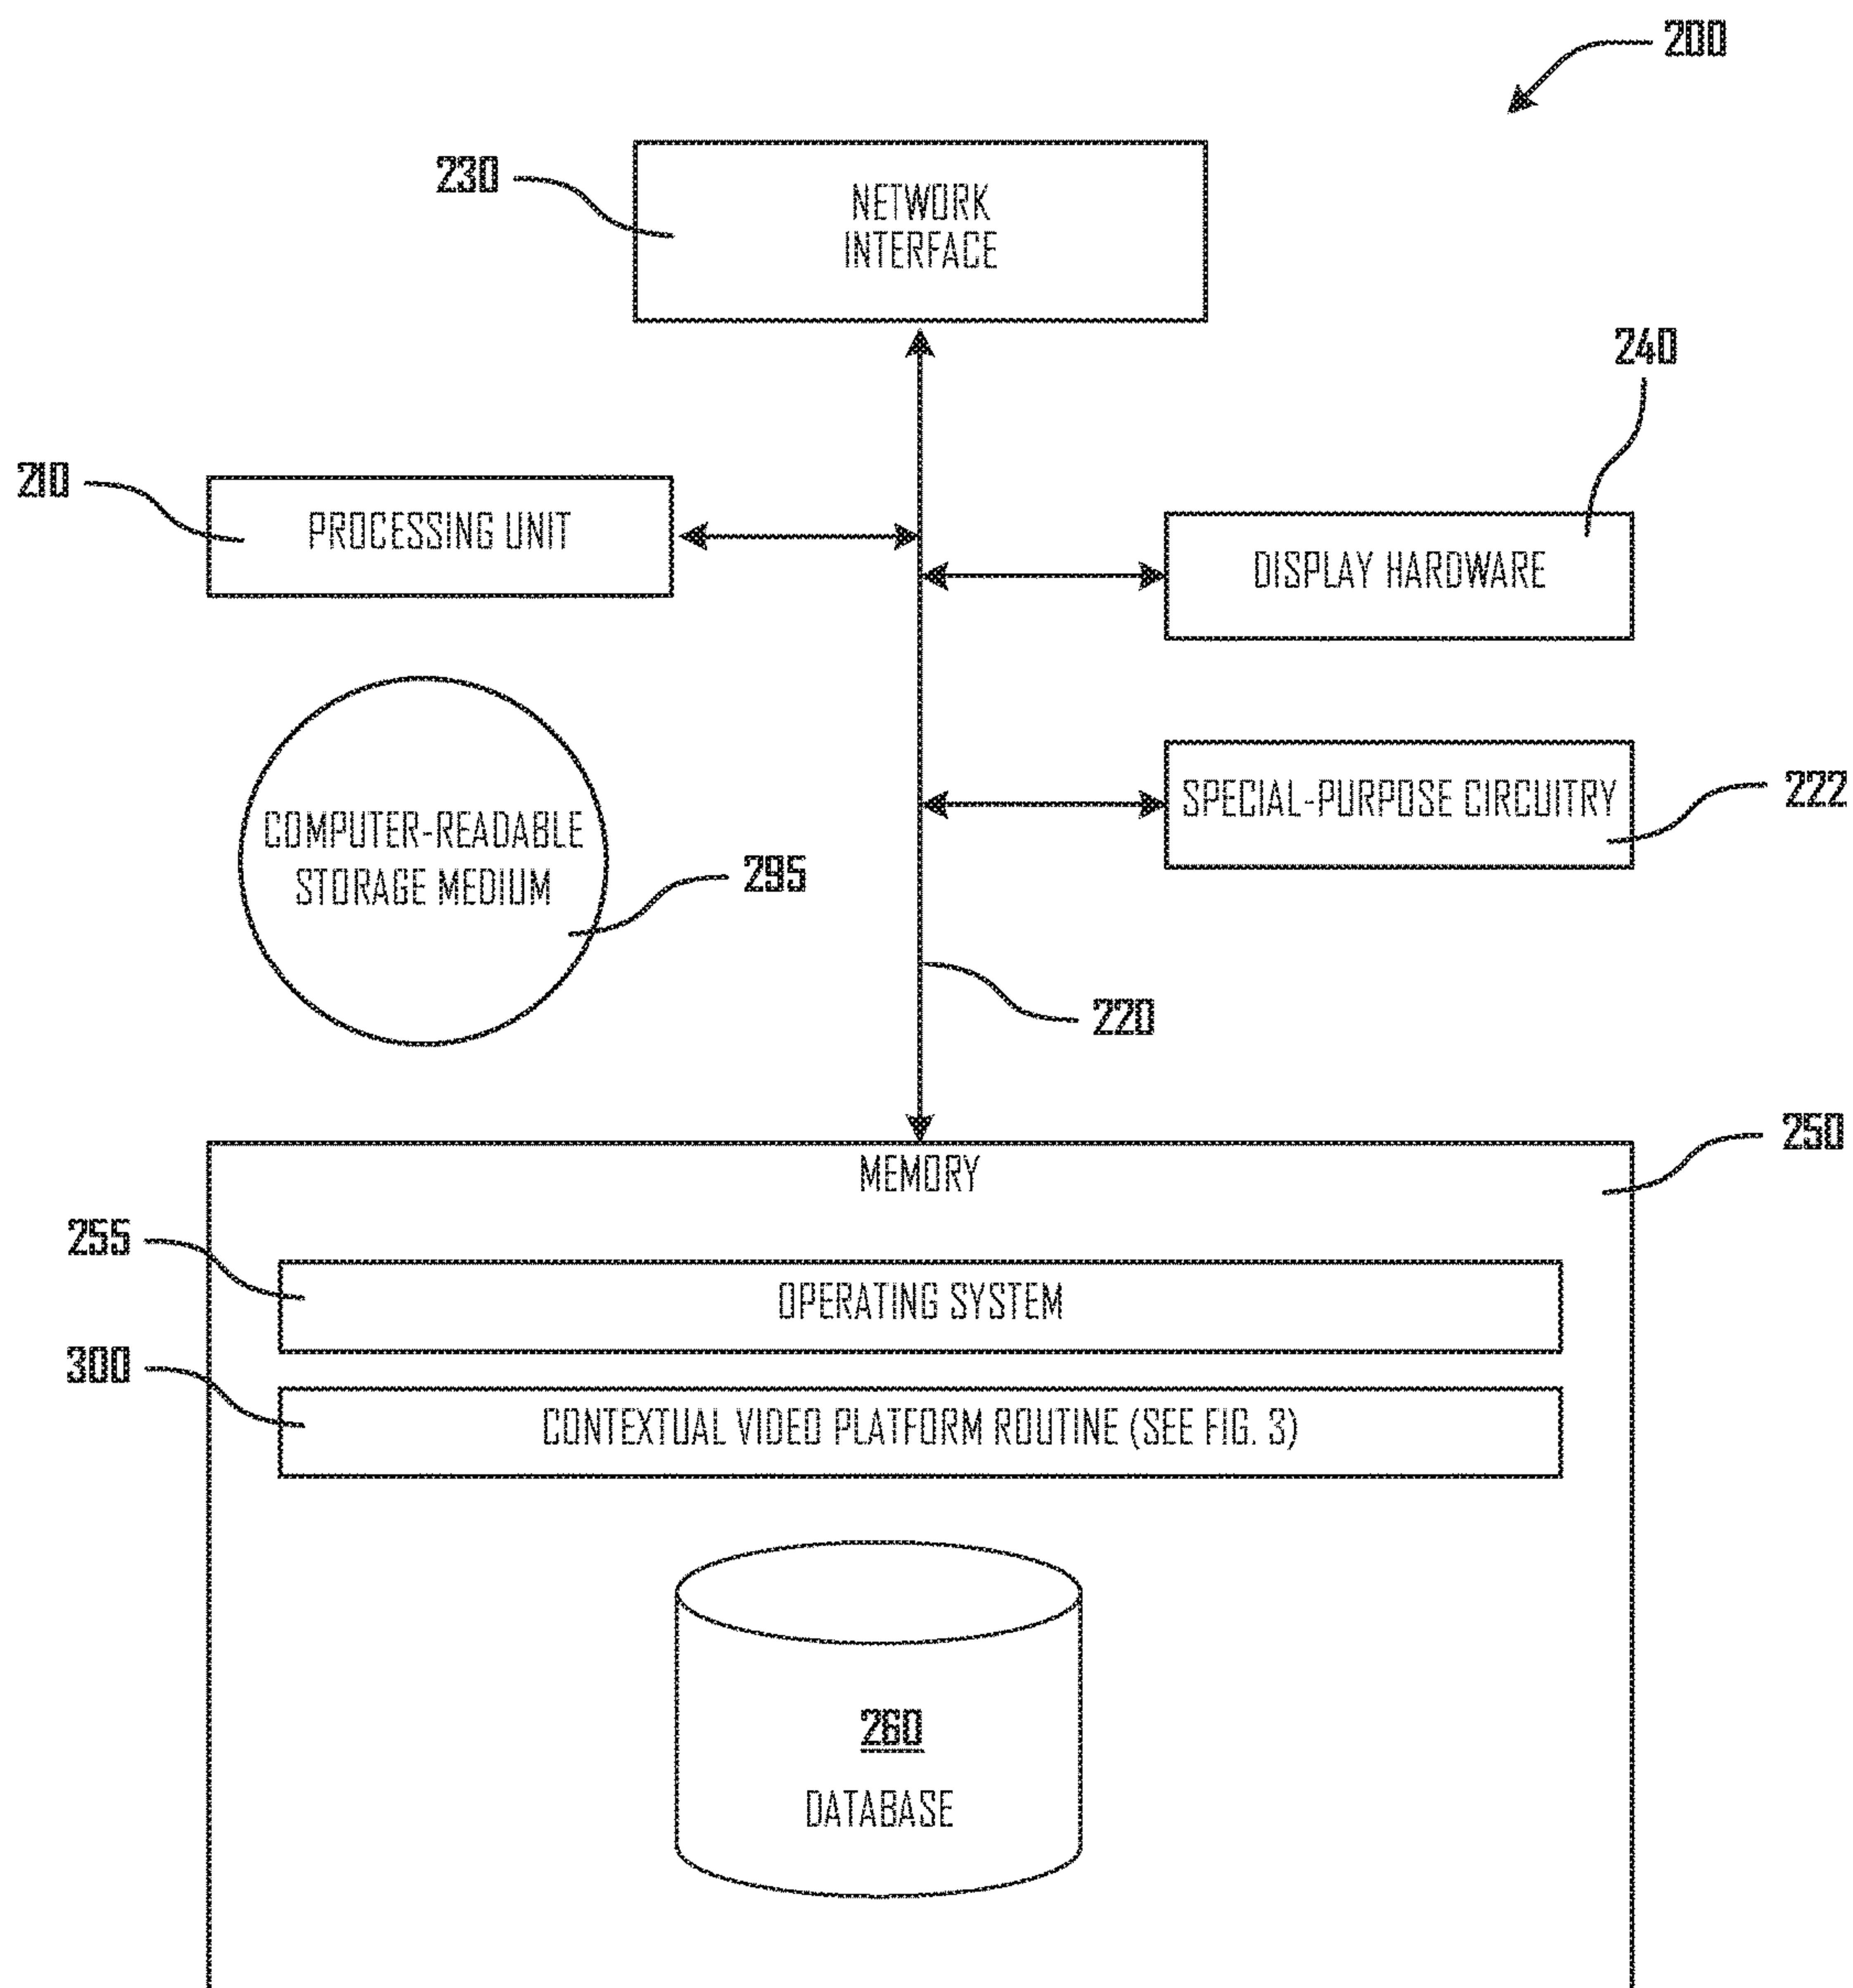 200
230
NETWORK
INTERFACE
240
210
PROCESSING UNIT
DISPLAY HARDWARE
SPECIAL-PURPOSE CIRCUITRY
222
COMPUTER-READABLE
STORAGE MEDIUM
295
220
250
MEMORY
255
OPERATING SYSTEM
300
CONTEXTUAL VIDEO PLATFORM ROUTINE (SEE FIG. 3)
260
DATABASE